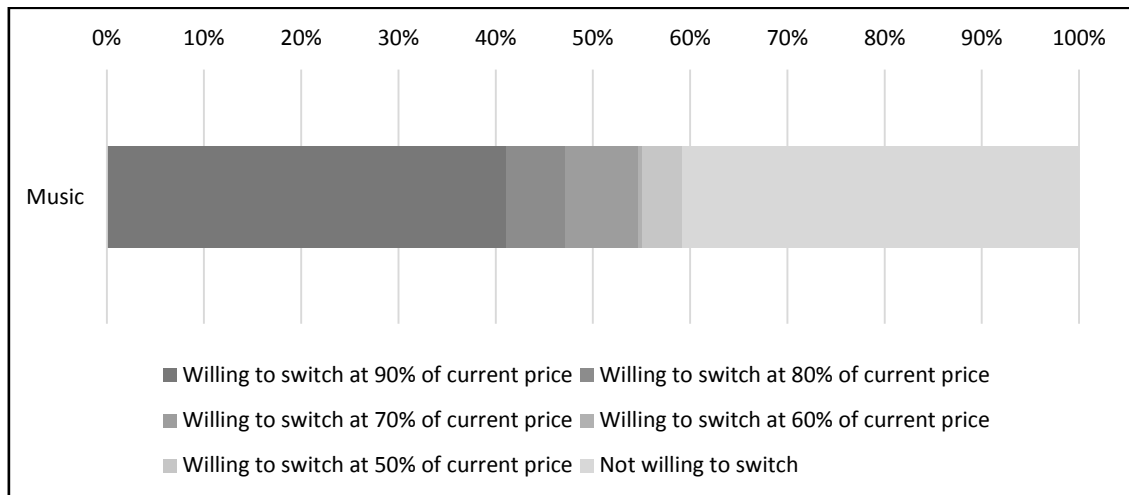 0% 10% 20% 30% 40% 50% 60% 70% 80% 90% 100%
Music
Willing to switch at 90% of current price Willing to switch at 80% of current price
Willing to switch at 70% of current price Willing to switch at 60% of current price
Willing to switch at 50% of current price Not willing to switch